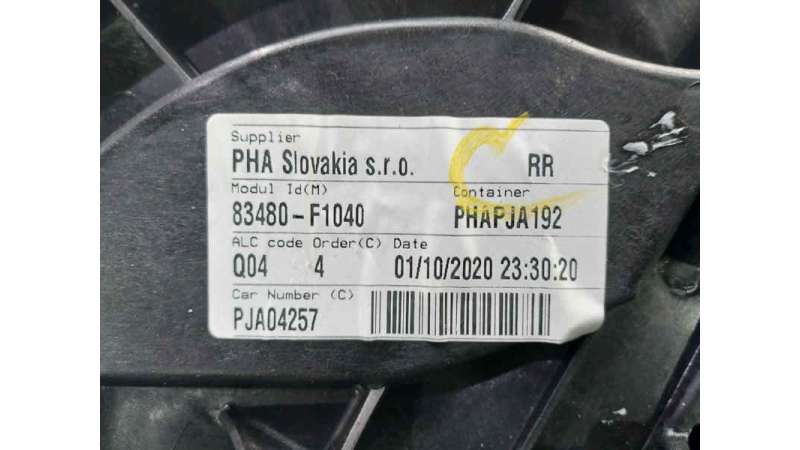 Supplier
PHA Slovakia s.r.o. RR
Modul Id(M) Container
83480-F1040 PHAPJA192
ALC code Order(C) Date
Q04 4 01/10/2020 23:30:20
Car Number (C)
PJA04257